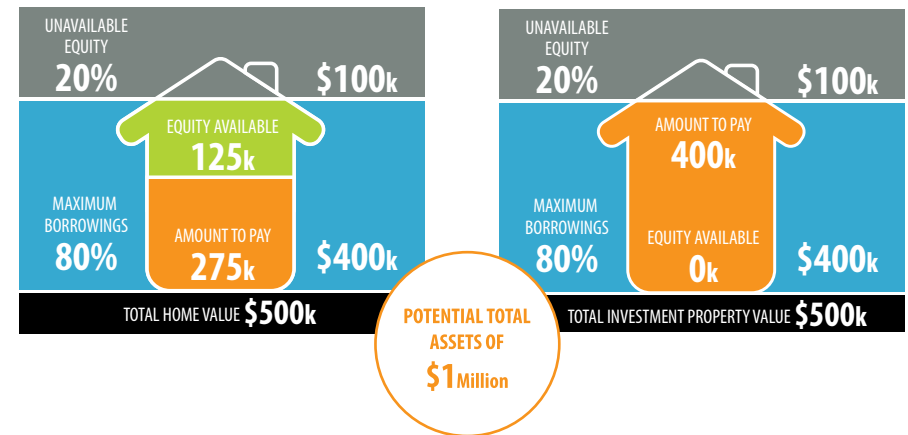 UNAVAILABLE
EQUITY
20%
$100k
EQUITY AVAILABLE
125k
MAXIMUM
BORROWINGS
80%
AMOUNT TO PAY
275k
$400k
TOTAL HOME VALUE $500k
UNAVAILABLE
EQUITY
20%
$100k
AMOUNT TO PAY
400k
MAXIMUM
BORROWINGS
80%
EQUITY AVAILABLE
0k
$400k
TOTAL INVESTMENT PROPERTY VALUE $500k
POTENTIAL TOTAL
ASSETS OF
$1Million